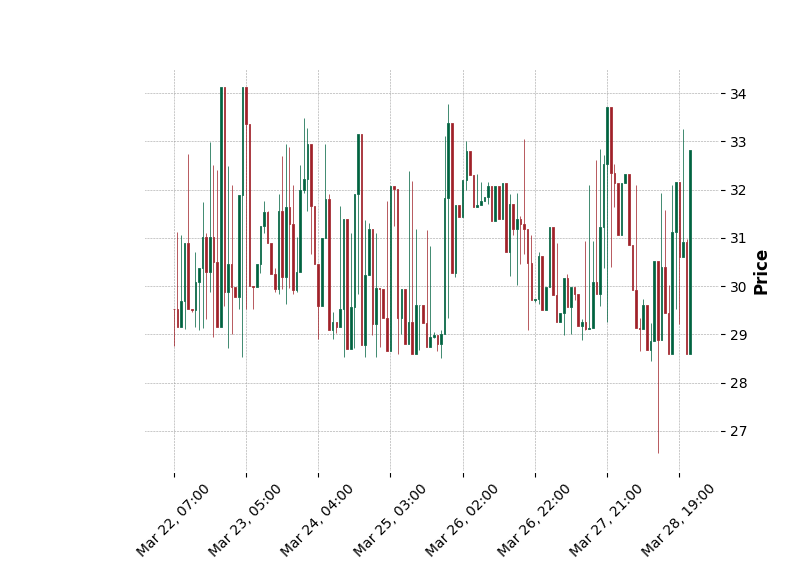 34
33
32
31
30
29
28
27
Price
Mar 22, 07:00
Mar 23, 05:00
Mar 24, 04:00
Mar 25, 03:00
Mar 26, 02:00
Mar 26, 22:00
Mar 27, 21:00
Mar 28, 19:00